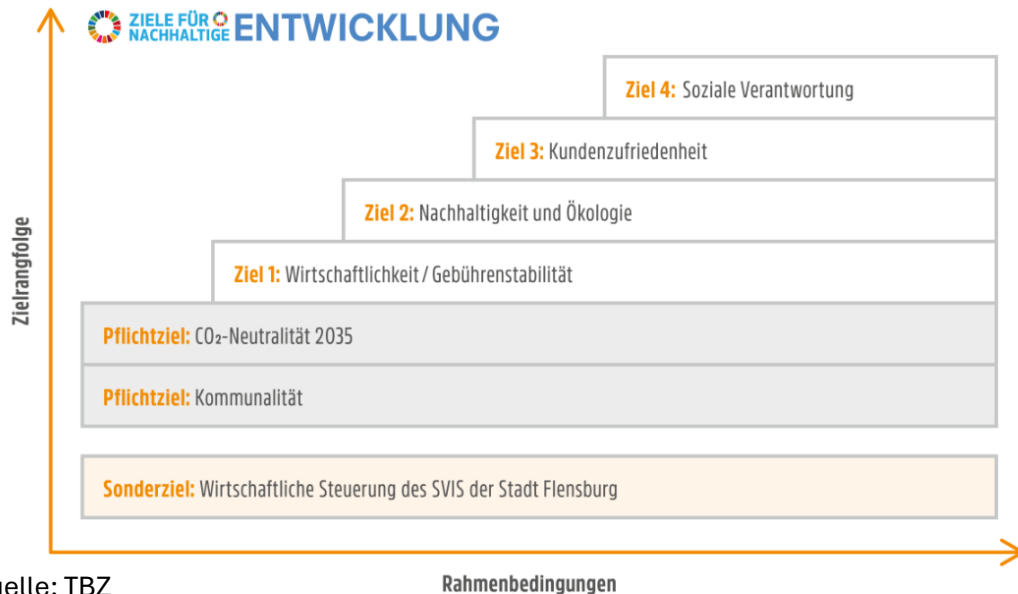 ZIELE FÜR
NACHHALTIGE ENTWICKLUNG
Ziel 4: Soziale Verantwortung
Ziel 3: Kundenzufriedenheit
Ziel 2: Nachhaltigkeit und Ökologie
Ziel 1: Wirtschaftlichkeit / Gebührenstabilität
Pflichtziel: CO₂-Neutralität 2035
Pflichtziel: Kommunalität
Sonderziel: Wirtschaftliche Steuerung des SVIS der Stadt Flensburg
Zielrangfolge
Rahmenbedingungen
uelle: TBZ